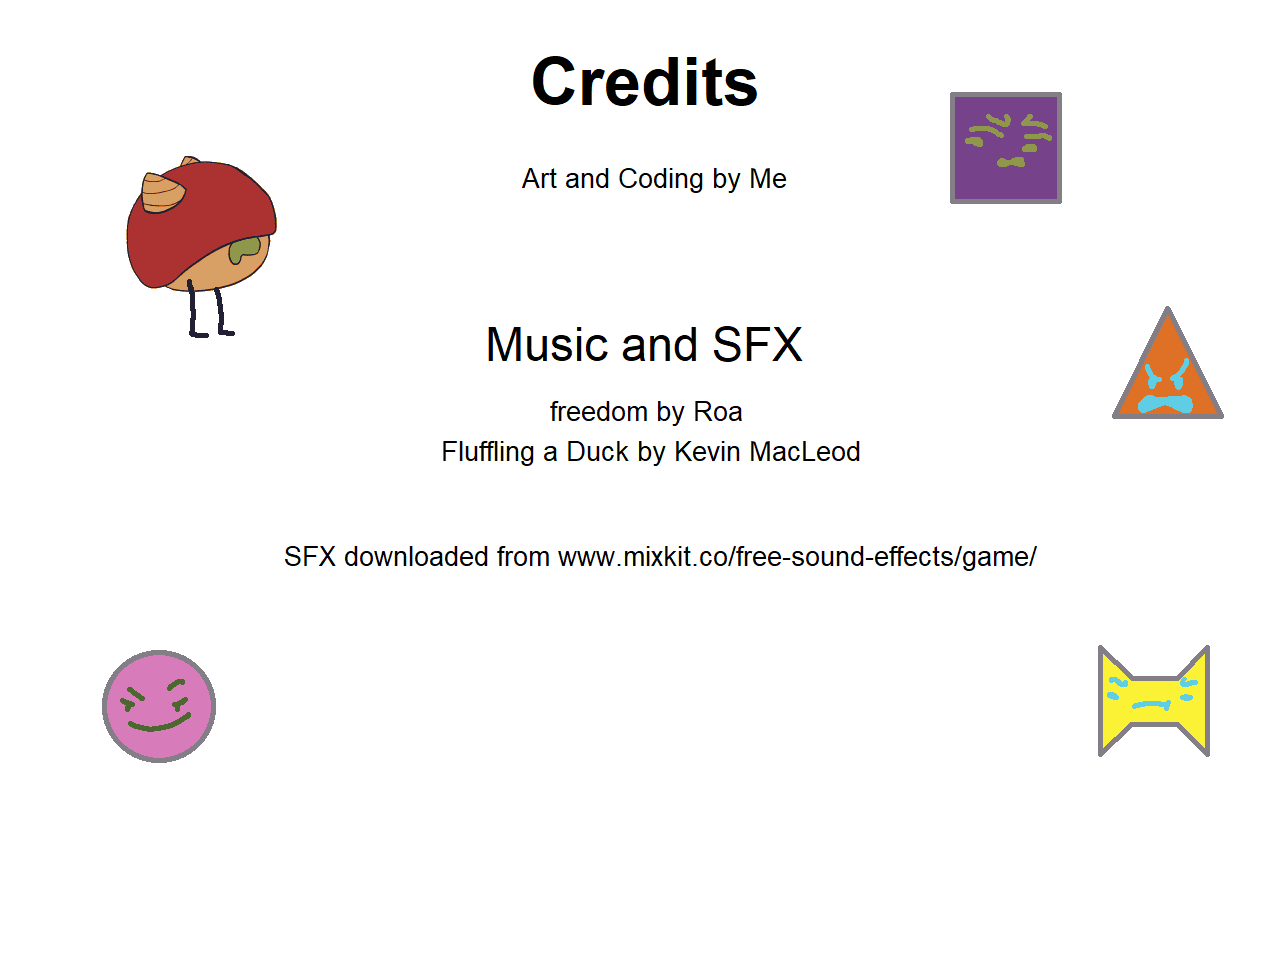 Credits
Art and Coding by Me
Music and SFX
freedom by Roa
Fluffling a Duck by Kevin MacLeod
SFX downloaded from www.mixkit.co/free-sound-effects/game/